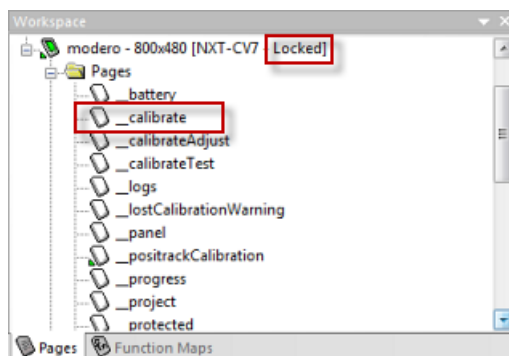 Workspace
modero - 800x480 [NXT-CV7 - Locked]
Pages
__battery
__calibrate
__calibrateAdjust
__calibrateTest
__logs
__lostCalibrationWarning
__panel
__positrackCalibration
__progress
__project
__protected
Pages Function Maps